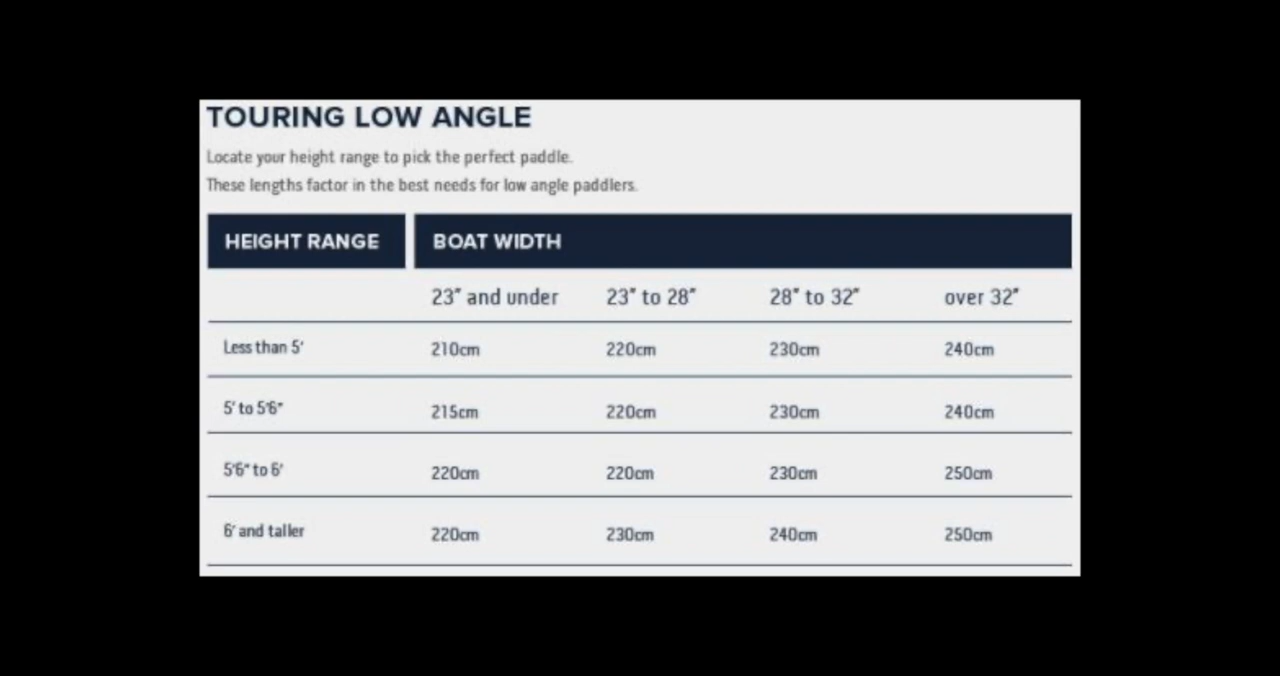 TOURING LOW ANGLE
Locate your height range to pick the perfect paddle.
These lengths factor in the best needs for low angle paddlers.
HEIGHT RANGE BOAT WIDTH
23" and under 23" to 28" 28" to 32" over 32"
Less than 5' 210cm 220cm 230cm 240cm
5' to 5'6" 215cm 220cm 230cm 240cm
5'6" to 6' 220cm 220cm 230cm 250cm
6' and taller 220cm 230cm 240cm 250cm